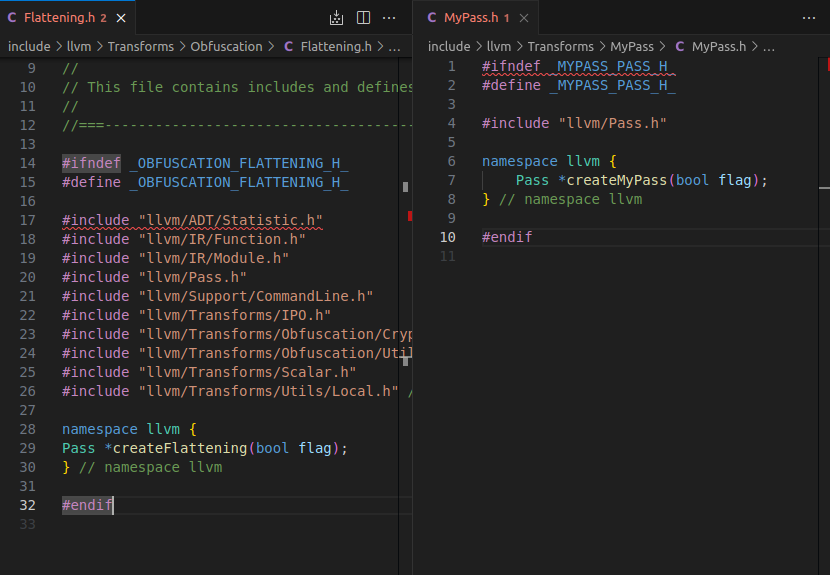 Flattening.h 2
include > llvm > Transforms > Obfuscation > C Flattening.h > ...
9 //
10 // This file contains includes and defines
11 //
12 //===-------------------------------------
13
14 #ifndef _OBFUSCATION_FLATTENING_H_
15 #define _OBFUSCATION_FLATTENING_H_
16
17 #include "llvm/ADT/Statistic.h"
18 #include "llvm/IR/Function.h"
19 #include "llvm/IR/Module.h"
20 #include "llvm/Pass.h"
21 #include "llvm/Support/CommandLine.h"
22 #include "llvm/Transforms/IPO.h"
23 #include "llvm/Transforms/Obfuscation/Cryp
24 #include "llvm/Transforms/Obfuscation/Util
25 #include "llvm/Transforms/Scalar.h"
26 #include "llvm/Transforms/Utils/Local.h" /
27
28 namespace llvm {
29 Pass *createFlattening(bool flag);
30 } // namespace llvm
31
32 #endif
33
C MyPass.h 1
include > llvm > Transforms > MyPass > C MyPass.h > ...
1 #ifndef _MYPASS_PASS_H_
2 #define _MYPASS_PASS_H_
3
4 #include "llvm/Pass.h"
5
6 namespace llvm {
7 Pass *createMyPass(bool flag);
8 } // namespace llvm
9
10 #endif
11